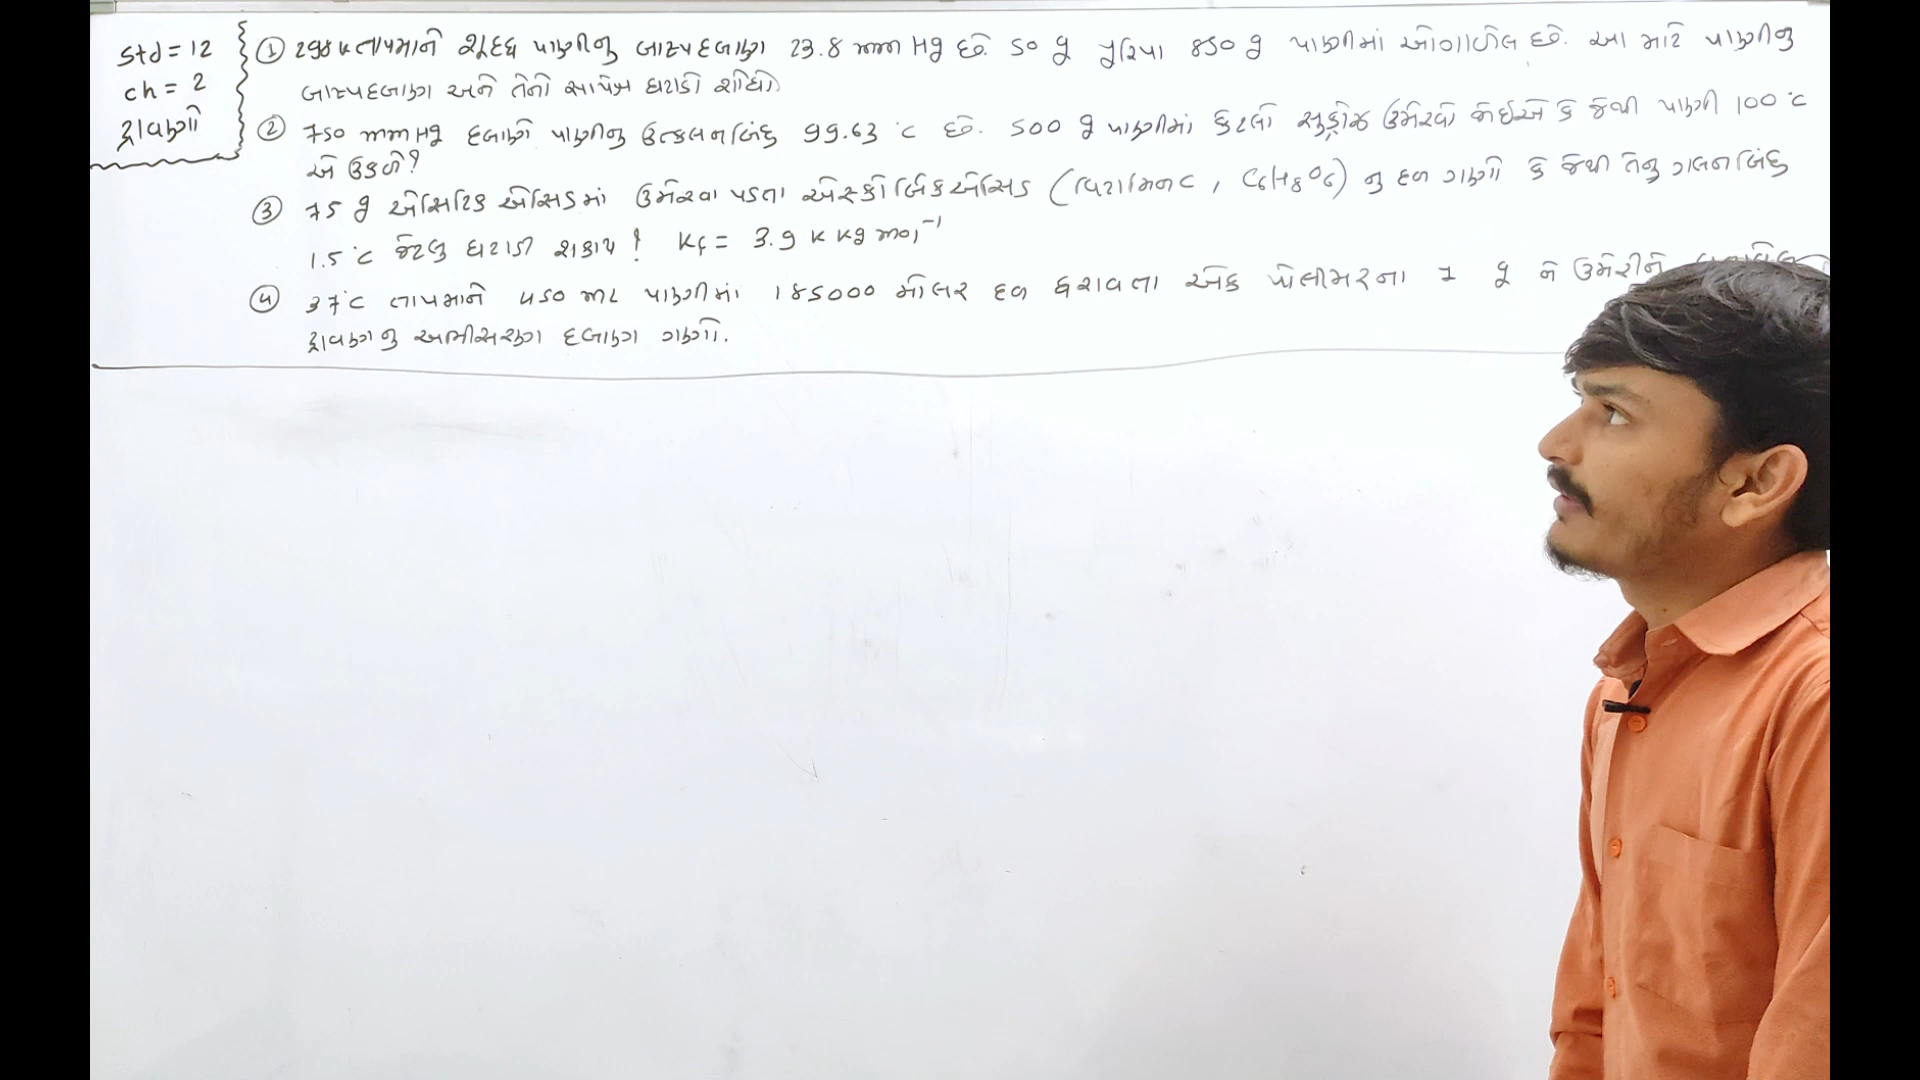 Std = 12
ch = 2
દ્રાવણો
① 298 K તાપમાને શુદ્ધ પાણીનુ બાષ્પદબાણ 23.8 mm Hg છે. 50 g યુરિયા 850 g પાણીમાં ઓગાળેલ છે. આ માટે પાણીનુ
બાષ્પદબાણ અને તેનો સાપેક્ષ ઘટાડો શોધો
② 750 mm Hg દબાણે પાણીનુ ઉત્કલનબિંદુ 99.63 °C છે. 500 g પાણીમાં કેટલો સુક્રોઝ ઉમેરવો જોઇએ કે જેથી પાણી 100 °C
એ ઉકળે?
③ 75 g એસિટિક એસિડમાં ઉમેરવા પડતા એસ્કોર્બિક એસિડ (વિટામિન C, C6H8O6) નુ દળ ગણો કે જેથી તેનુ ગલનબિંદુ
1.5 °C જેટલુ ઘટાડી શકાય! Kf = 3.9 K kg mol⁻¹
④ 37 °C તાપમાને 450 mL પાણીમાં 185000 મોલર દળ ધરાવતા એક પોલીમરના 1 g ને ઉમેરીને
દ્રાવણનુ અભીસરણ દબાણ ગણો.